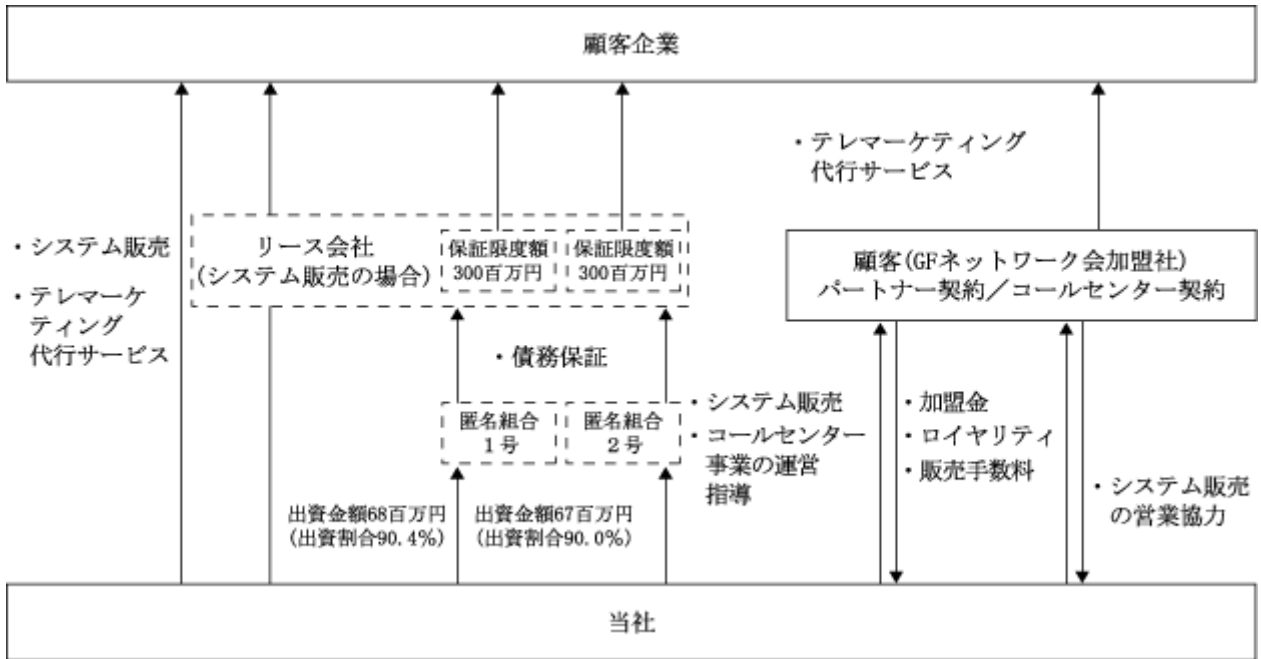 顧客企業
・テレマーケティング
代行サービス
・システム販売
・テレマーケ
ティング
代行サービス
リース会社
(システム販売の場合)
保証限度額
300百万円
保証限度額
300百万円
顧客(GFネットワーク会加盟社)
パートナー契約／コールセンター契約
・債務保証
匿名組合
1号
匿名組合
2号
・システム販売
・コールセンター
事業の運営
指導
・加盟金
・ロイヤリティ
・販売手数料
・システム販売
の営業協力
出資金額68百万円
(出資割合90.4%)
出資金額67百万円
(出資割合90.0%)
当社